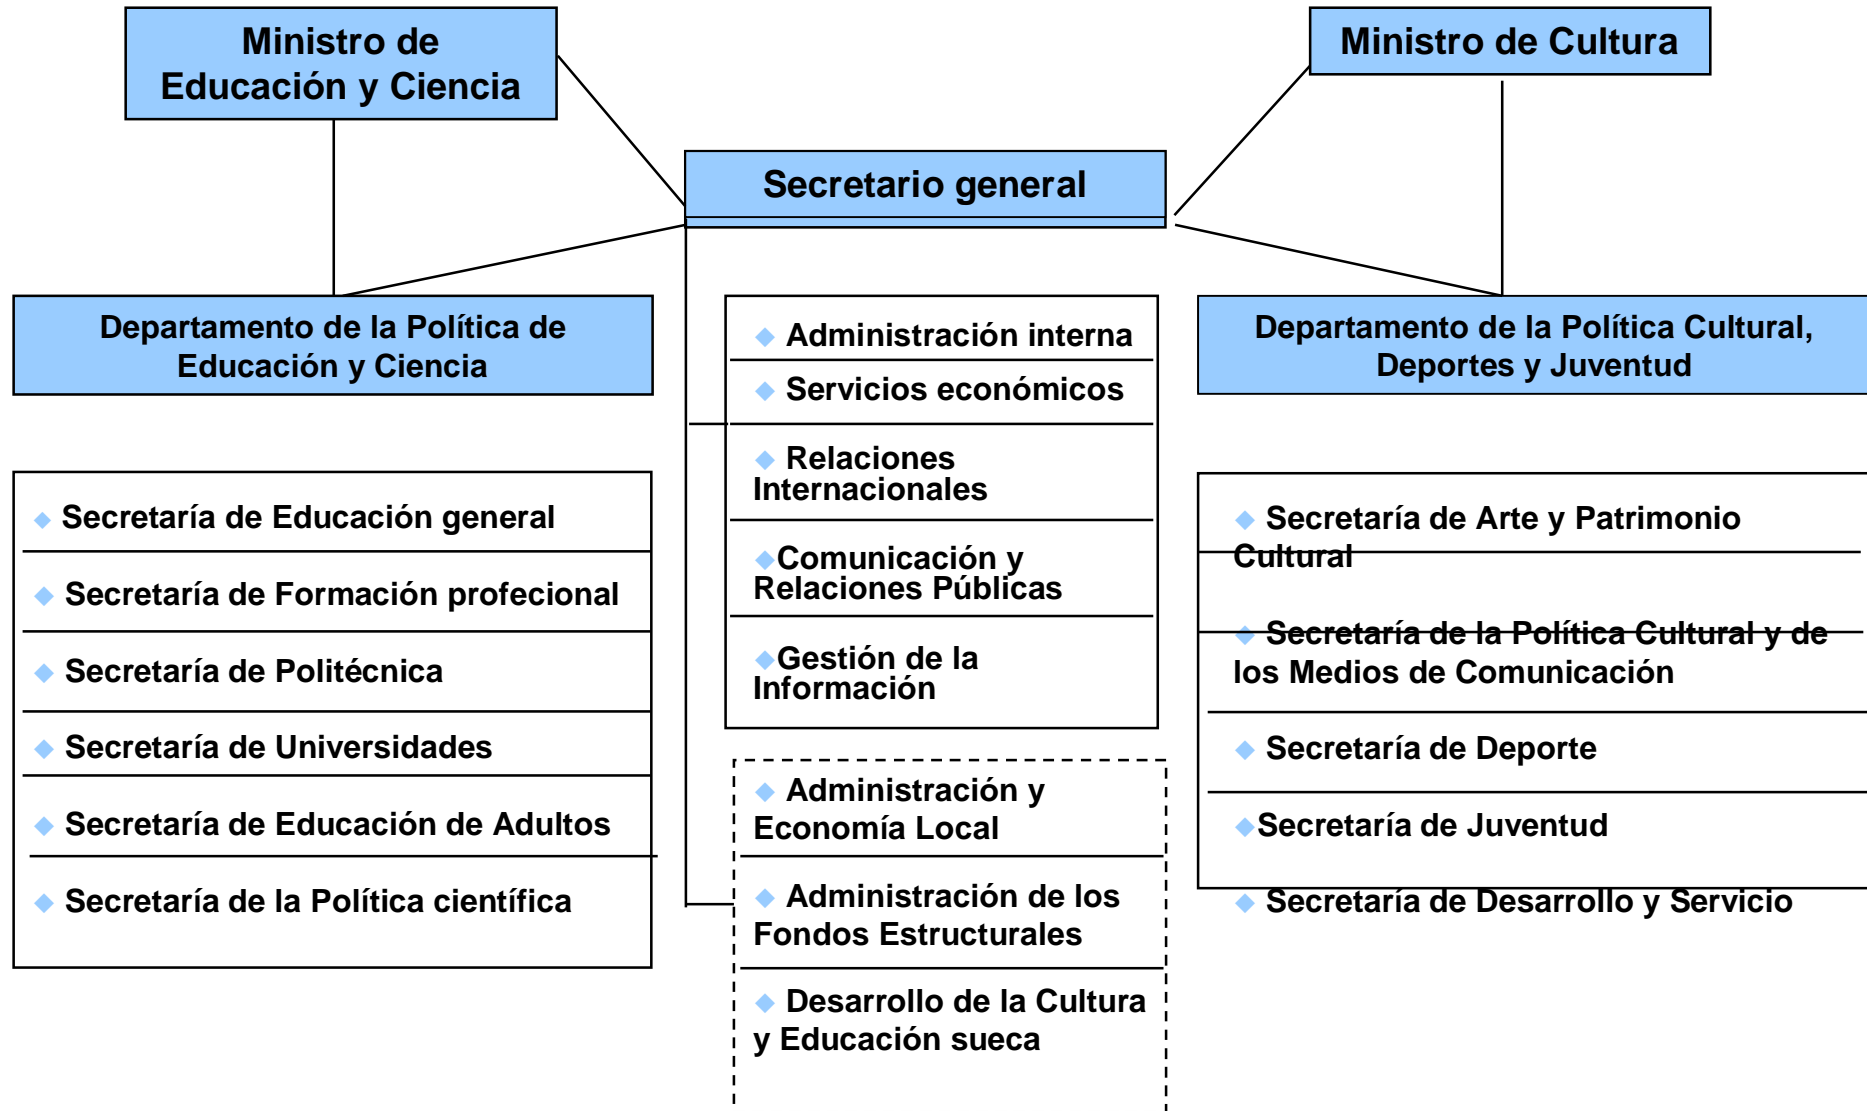 Ministro de
Educación y Ciencia
Ministro de Cultura
Secretario general
Departamento de la Política de
Educación y Ciencia
Departamento de la Política Cultural,
Deportes y Juventud
Secretaría de Educación general
Secretaría de Formación profecional
Secretaría de Politécnica
Secretaría de Universidades
Secretaría de Educación de Adultos
Secretaría de la Política científica
Administración interna
Servicios económicos
Relaciones
Internacionales
Comunicación y
Relaciones Públicas
Gestión de la
Información
Administración y
Economía Local
Administración de los
Fondos Estructurales
Desarrollo de la Cultura
y Educación sueca
Secretaría de Arte y Patrimonio
Cultural
Secretaría de la Política Cultural y de
los Medios de Comunicación
Secretaría de Deporte
Secretaría de Juventud
Secretaría de Desarrollo y Servicio